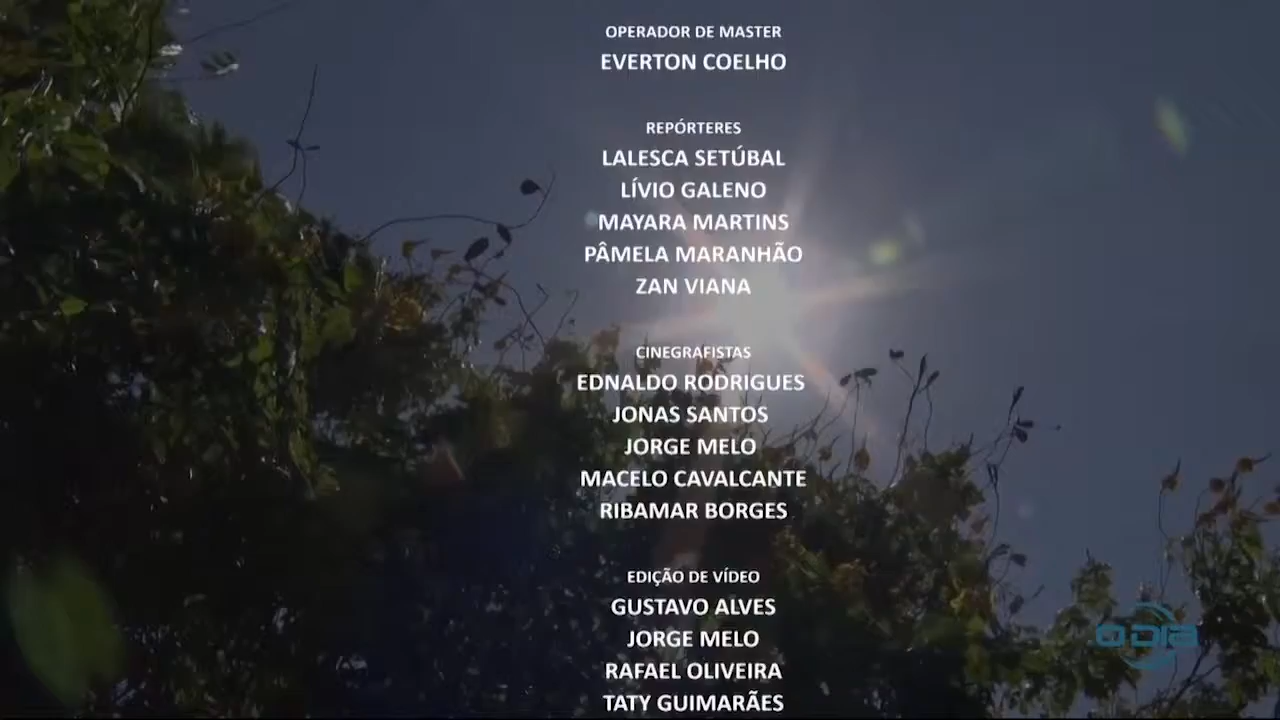 OPERADOR DE MASTER
EVERTON COELHO
REPÓRTERES
LALESCA SETÚBAL
LÍVIO GALENO
MAYARA MARTINS
PÂMELA MARANHÃO
ZAN VIANA
CINEGRAFISTAS
EDNALDO RODRIGUES
JONAS SANTOS
JORGE MELO
MACELO CAVALCANTE
RIBAMAR BORGES
EDIÇÃO DE VÍDEO
GUSTAVO ALVES
JORGE MELO
RAFAEL OLIVEIRA
TATY GUIMARÃES
O DIA